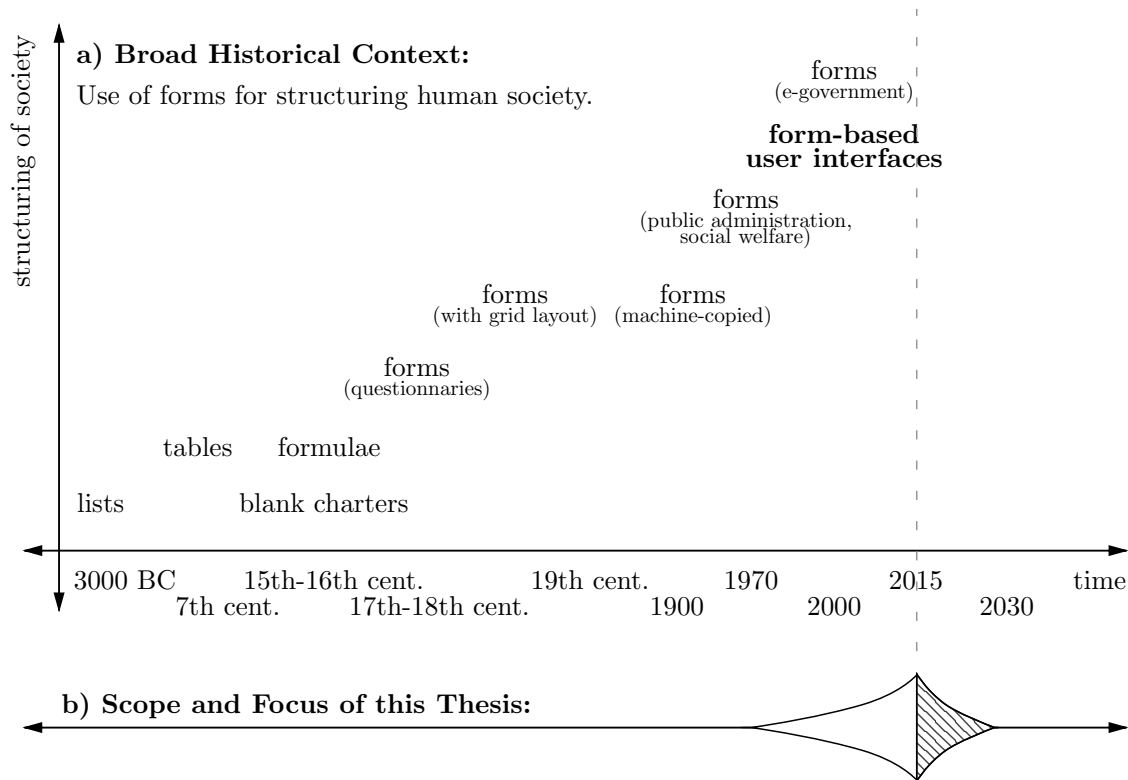 structuring of society
a) Broad Historical Context:
Use of forms for structuring human society.
forms
(e-government)
form-based
user interfaces
forms
(public administration,
social welfare)
forms
(with grid layout)
forms
(machine-copied)
forms
(questionnaries)
tables
formulae
lists
blank charters
3000 BC
15th-16th cent.
19th cent.
1970
2015
time
7th cent.
17th-18th cent.
1900
2000
2030
b) Scope and Focus of this Thesis: